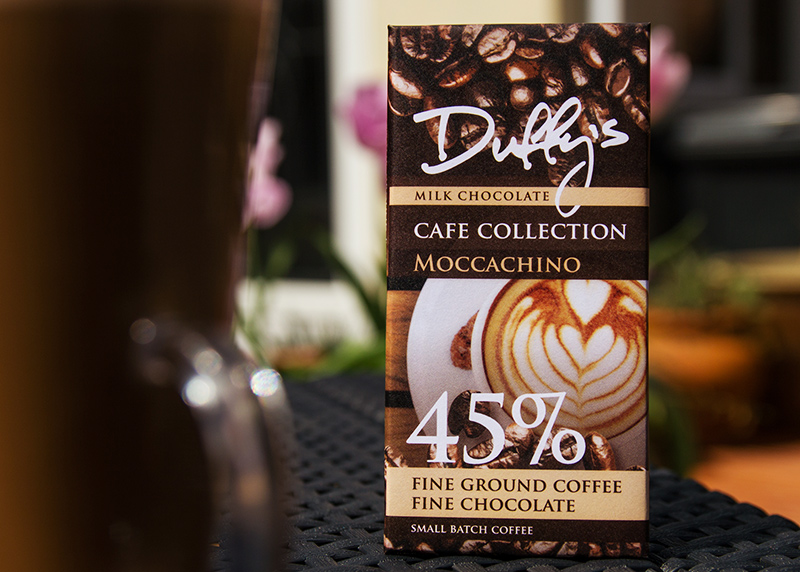 Duffy's
MILK CHOCOLATE
CAFE COLLECTION
MOCCACHINO
45%
FINE GROUND COFFEE
FINE CHOCOLATE
SMALL BATCH COFFEE